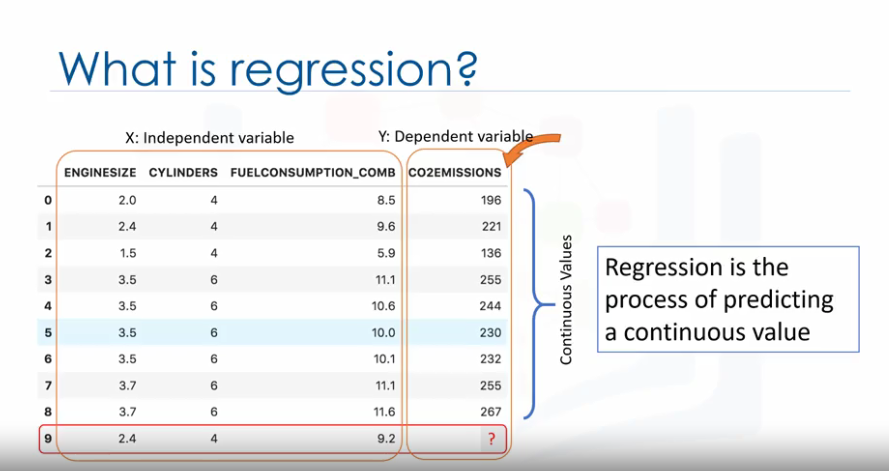 What is regression?
X: Independent variable
Y: Dependent variable
ENGINESIZE CYLINDERS FUELCONSUMPTION_COMB CO2EMISSIONS
0 2.0 4 8.5 196
1 2.4 4 9.6 221
2 1.5 4 5.9 136
3 3.5 6 11.1 255
4 3.5 6 10.6 244
5 3.5 6 10.0 230
6 3.5 6 10.1 232
7 3.7 6 11.1 255
8 3.7 6 11.6 267
9 2.4 4 9.2 ?
Continuous Values
Regression is the
process of predicting
a continuous value